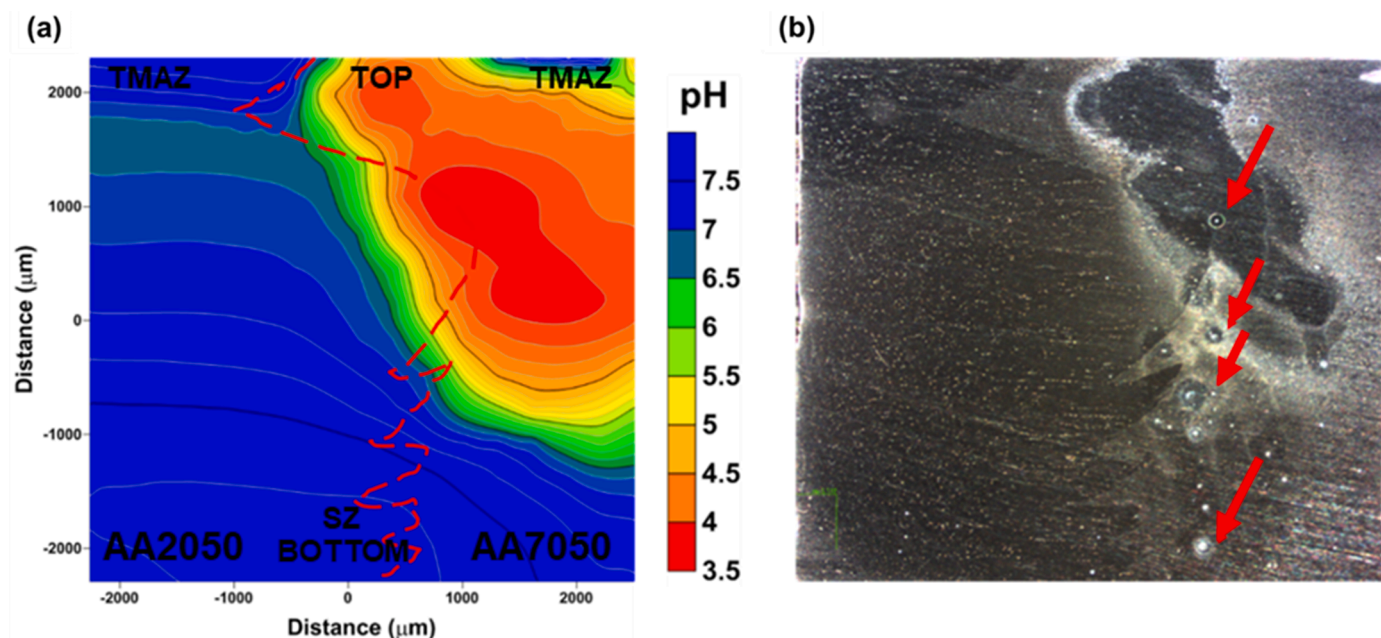 (a)
(b)
TMAZ TOP TMAZ
pH
7.5
7
6.5
6
5.5
5
4.5
4
3.5
2000
1000
0
-1000
-2000
Distance (μm)
SZ
BOTTOM
AA2050
AA7050
-2000 -1000 0 1000 2000
Distance (μm)